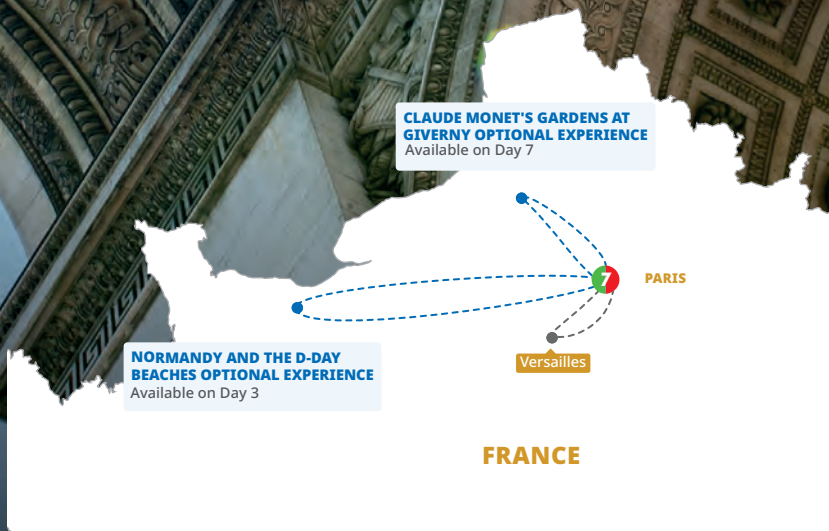 CLAUDE MONET'S GARDENS AT
GIVERNY OPTIONAL EXPERIENCE
Available on Day 7
7
PARIS
Versailles
NORMANDY AND THE D-DAY
BEACHES OPTIONAL EXPERIENCE
Available on Day 3
FRANCE